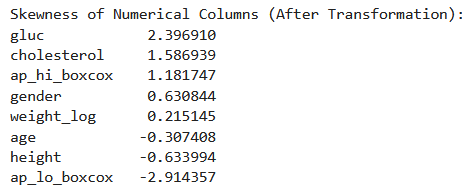 Skewness of Numerical Columns (After Transformation):
gluc 2.396910
cholesterol 1.586939
ap_hi_boxcox 1.181747
gender 0.630844
weight_log 0.215145
age -0.307408
height -0.633994
ap_lo_boxcox -2.914357